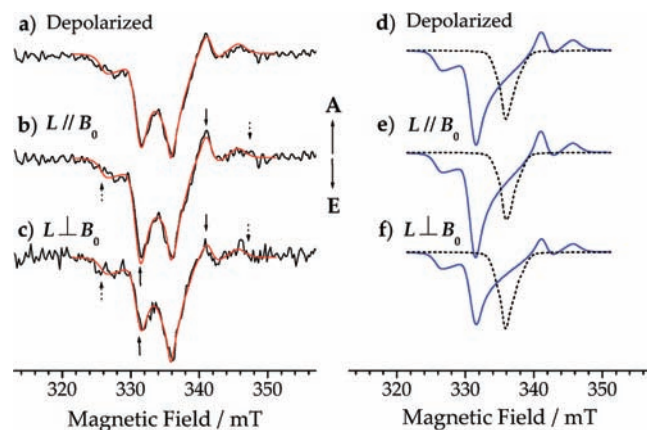 a) Depolarized
b) L // B0
c) L ⊥ B0
320 330 340 350
Magnetic Field / mT
A
E
d) Depolarized
e) L // B0
f) L ⊥ B0
320 330 340 350
Magnetic Field / mT